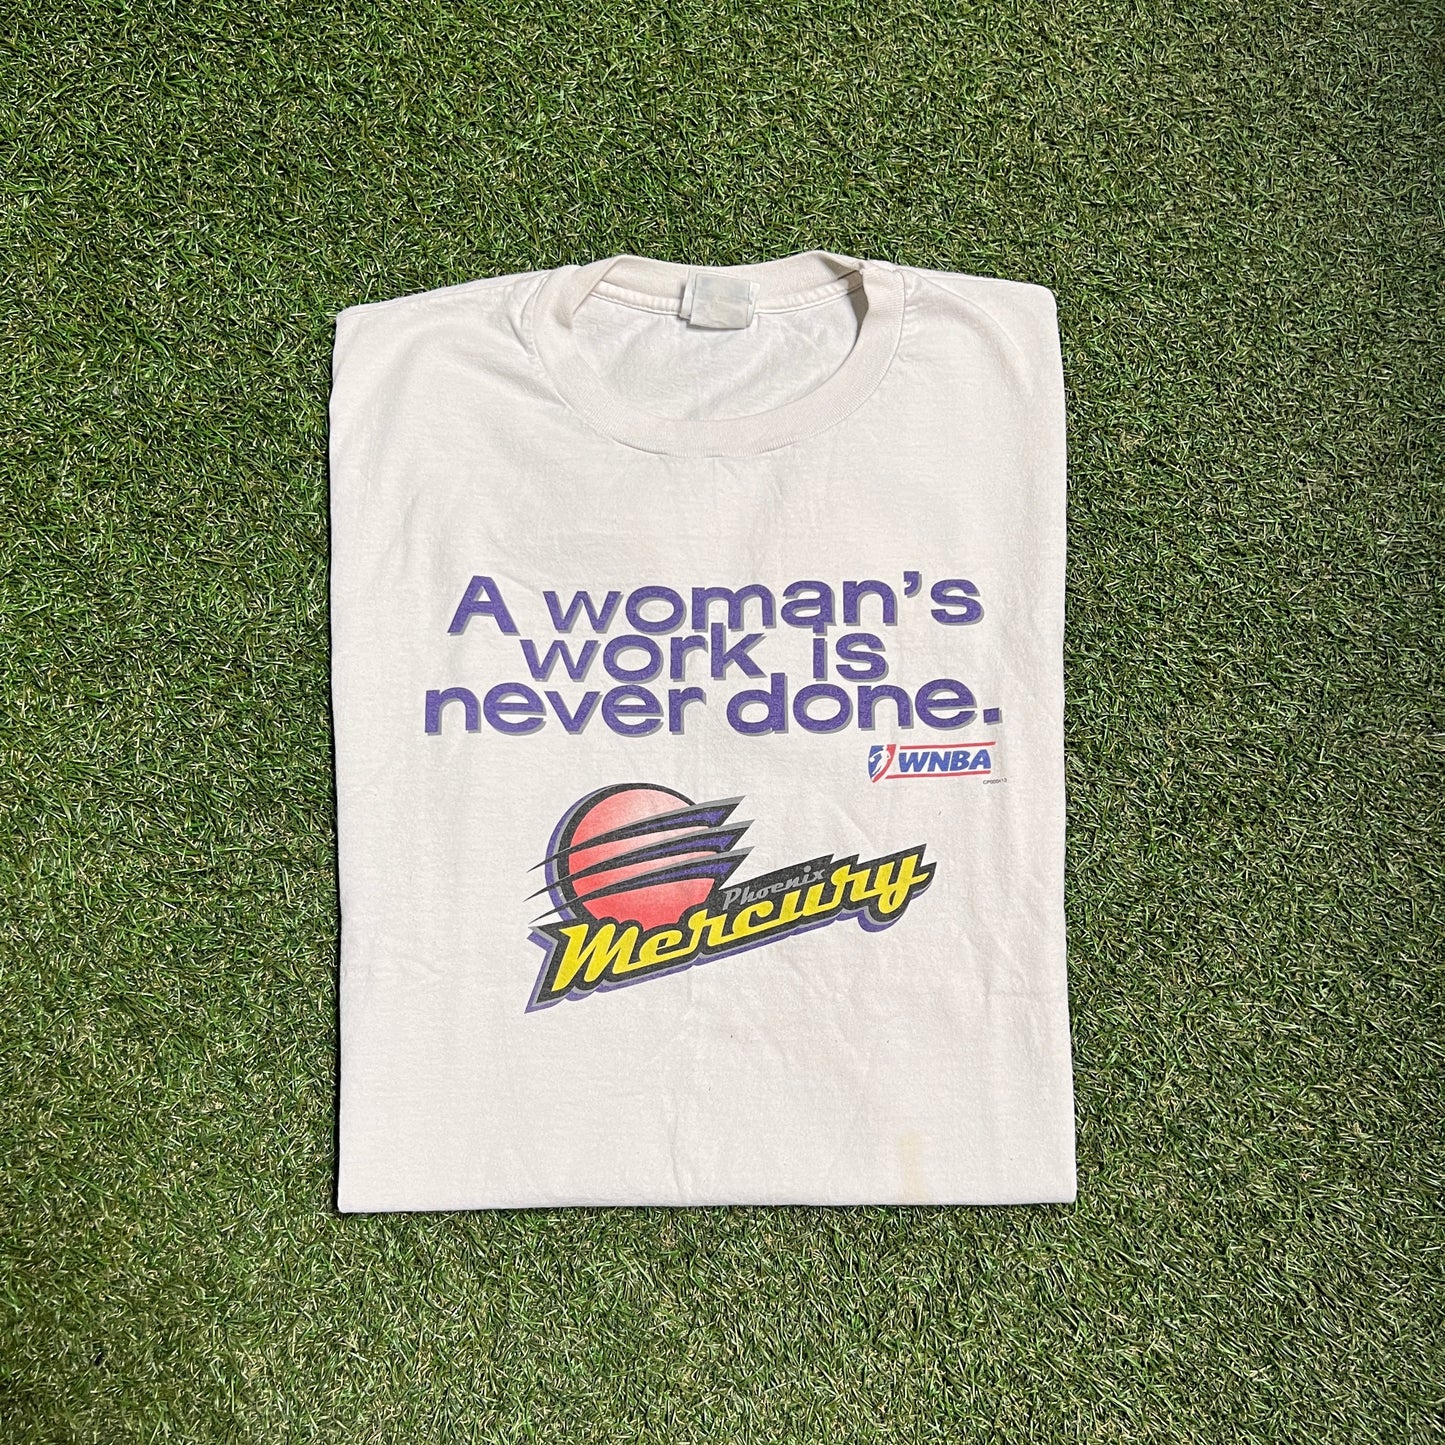 A woman's
work is
never done.
WNBA
Phoenix
Mercury